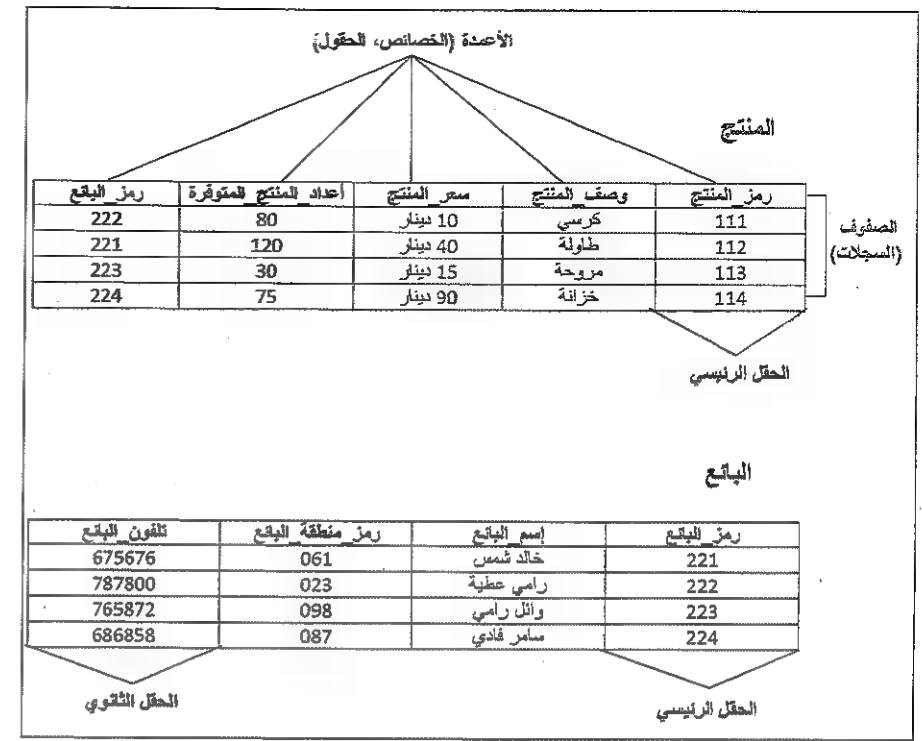 الأعمدة (الخصائص، الحقول)
المنتج
رمز_المنتج وصف_المنتج سعر_المنتج أعداد_المنتج_المتوفرة رمز_البائع
111 كرسي 10 دينار 80 222
112 طاولة 40 دينار 120 221
113 مروحة 15 دينار 30 223
114 خزانة 90 دينار 75 224
الصفوف
(السجلات)
الحقل الرئيسي
البائع
رمز_البائع إسم_البائع رمز_منطقة_البائع تلفون_البائع
221 خالد شمس 061 675676
222 رامي عطية 023 787800
223 وائل رامي 098 765872
224 سامر فادي 087 686858
الحقل الرئيسي
الحقل الثانوي